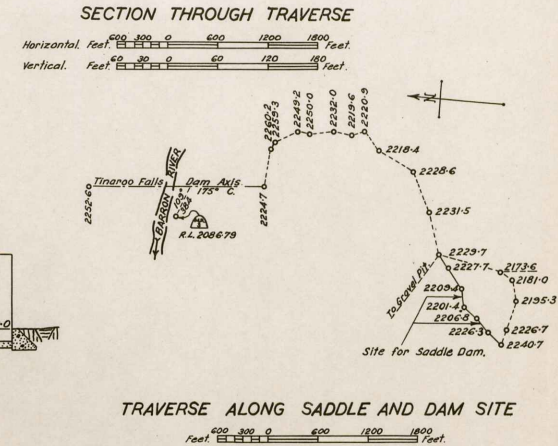 SECTION THROUGH TRAVERSE
Horizontal. Feet. 600 300 0 600 1200 1800 Feet.
Vertical. Feet. 60 30 0 60 120 180 Feet.
N
2260.2
2259.3
2249.2
2250.0
2232.0
2219.6
2220.9
2218.4
2228.6
2231.5
BARRON RIVER
Tinaroo Falls Dam Axis
175° C.
2252.6
2224.7
109°
384'
R.L. 2086.79
2229.7
2227.7
2173.6
2181.0
2195.3
2209.4
2201.4
2206.8
2226.3
2226.7
2240.7
To Gravel Pit.
Site for Saddle Dam.
TRAVERSE ALONG SADDLE AND DAM SITE
Feet. 600 300 0 600 1200 1800 Feet.